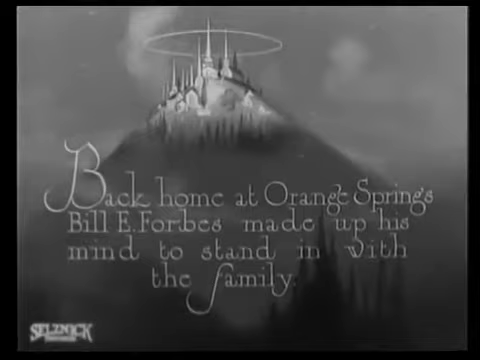 Back home at Orange Springs
Bill E. Forbes made up his
mind to stand in with
the family.
SELZNICK